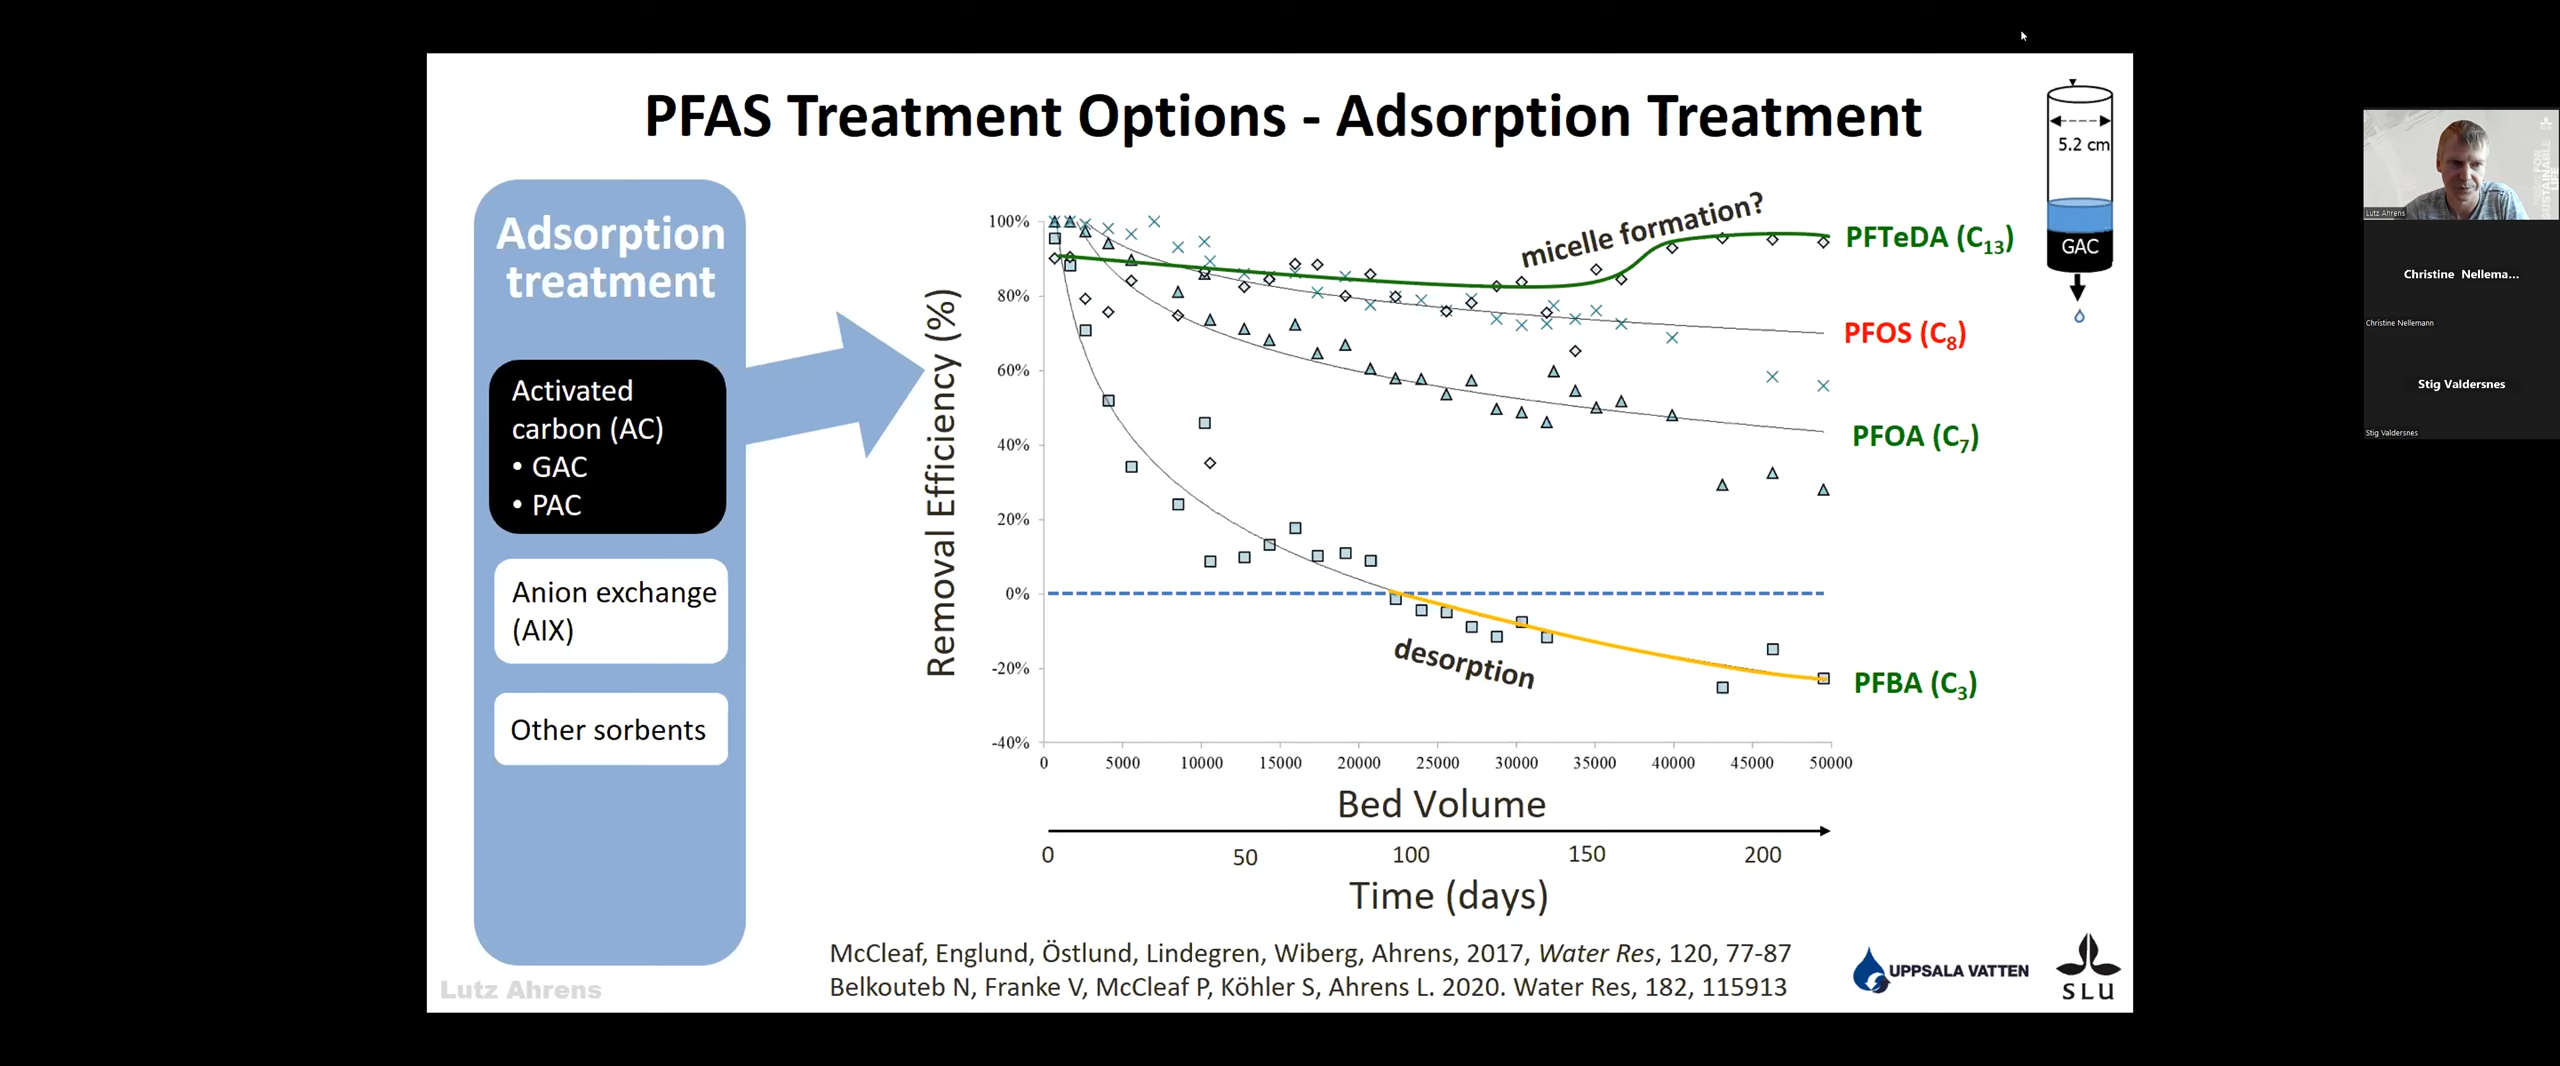 PFAS Treatment Options - Adsorption Treatment
Adsorption
treatment
Activated
carbon (AC)
• GAC
• PAC
Anion exchange
(AIX)
Other sorbents
Removal Efficiency (%)
100%
80%
60%
40%
20%
0%
-20%
-40%
0 5000 10000 15000 20000 25000 30000 35000 40000 45000 50000
Bed Volume
0 50 100 150 200
Time (days)
micelle formation?
desorption
PFTeDA (C13)
PFOS (C8)
PFOA (C7)
PFBA (C3)
5.2 cm
GAC
McCleaf, Englund, Östlund, Lindegren, Wiberg, Ahrens, 2017, Water Res, 120, 77-87
Belkouteb N, Franke V, McCleaf P, Köhler S, Ahrens L. 2020. Water Res, 182, 115913
Lutz Ahrens
UPPSALA VATTEN
SLU
SUSTAINABLE
LIFE
Lutz Ahrens
Christine Nellema...
Christine Nellemann
Stig Valdersnes
Stig Valdersnes